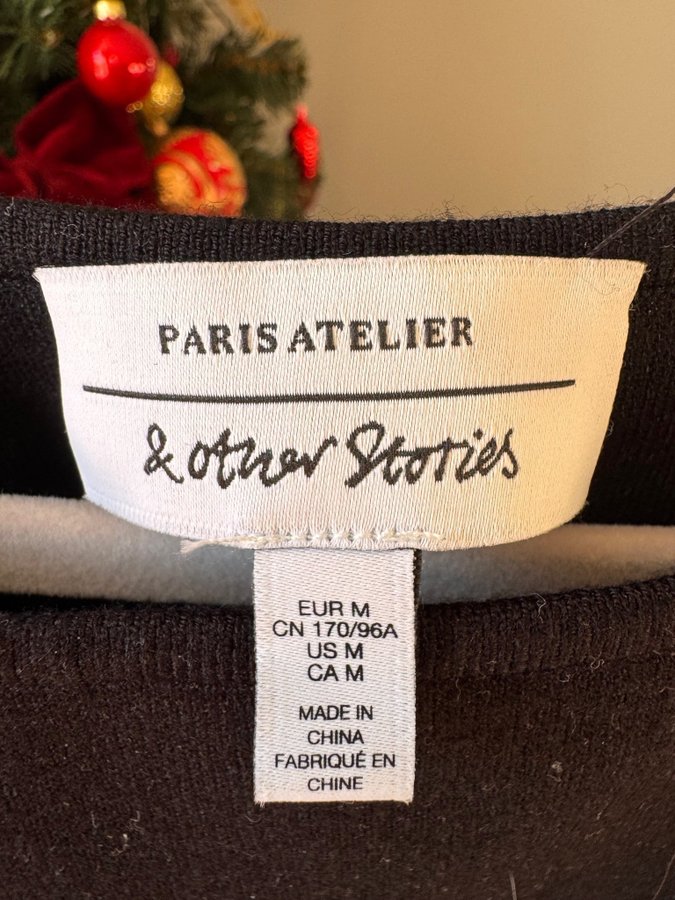 PARIS ATELIER
& other Stories
EUR M
CN 170/96A
US M
CA M
MADE IN
CHINA
FABRIQUÉ EN
CHINE